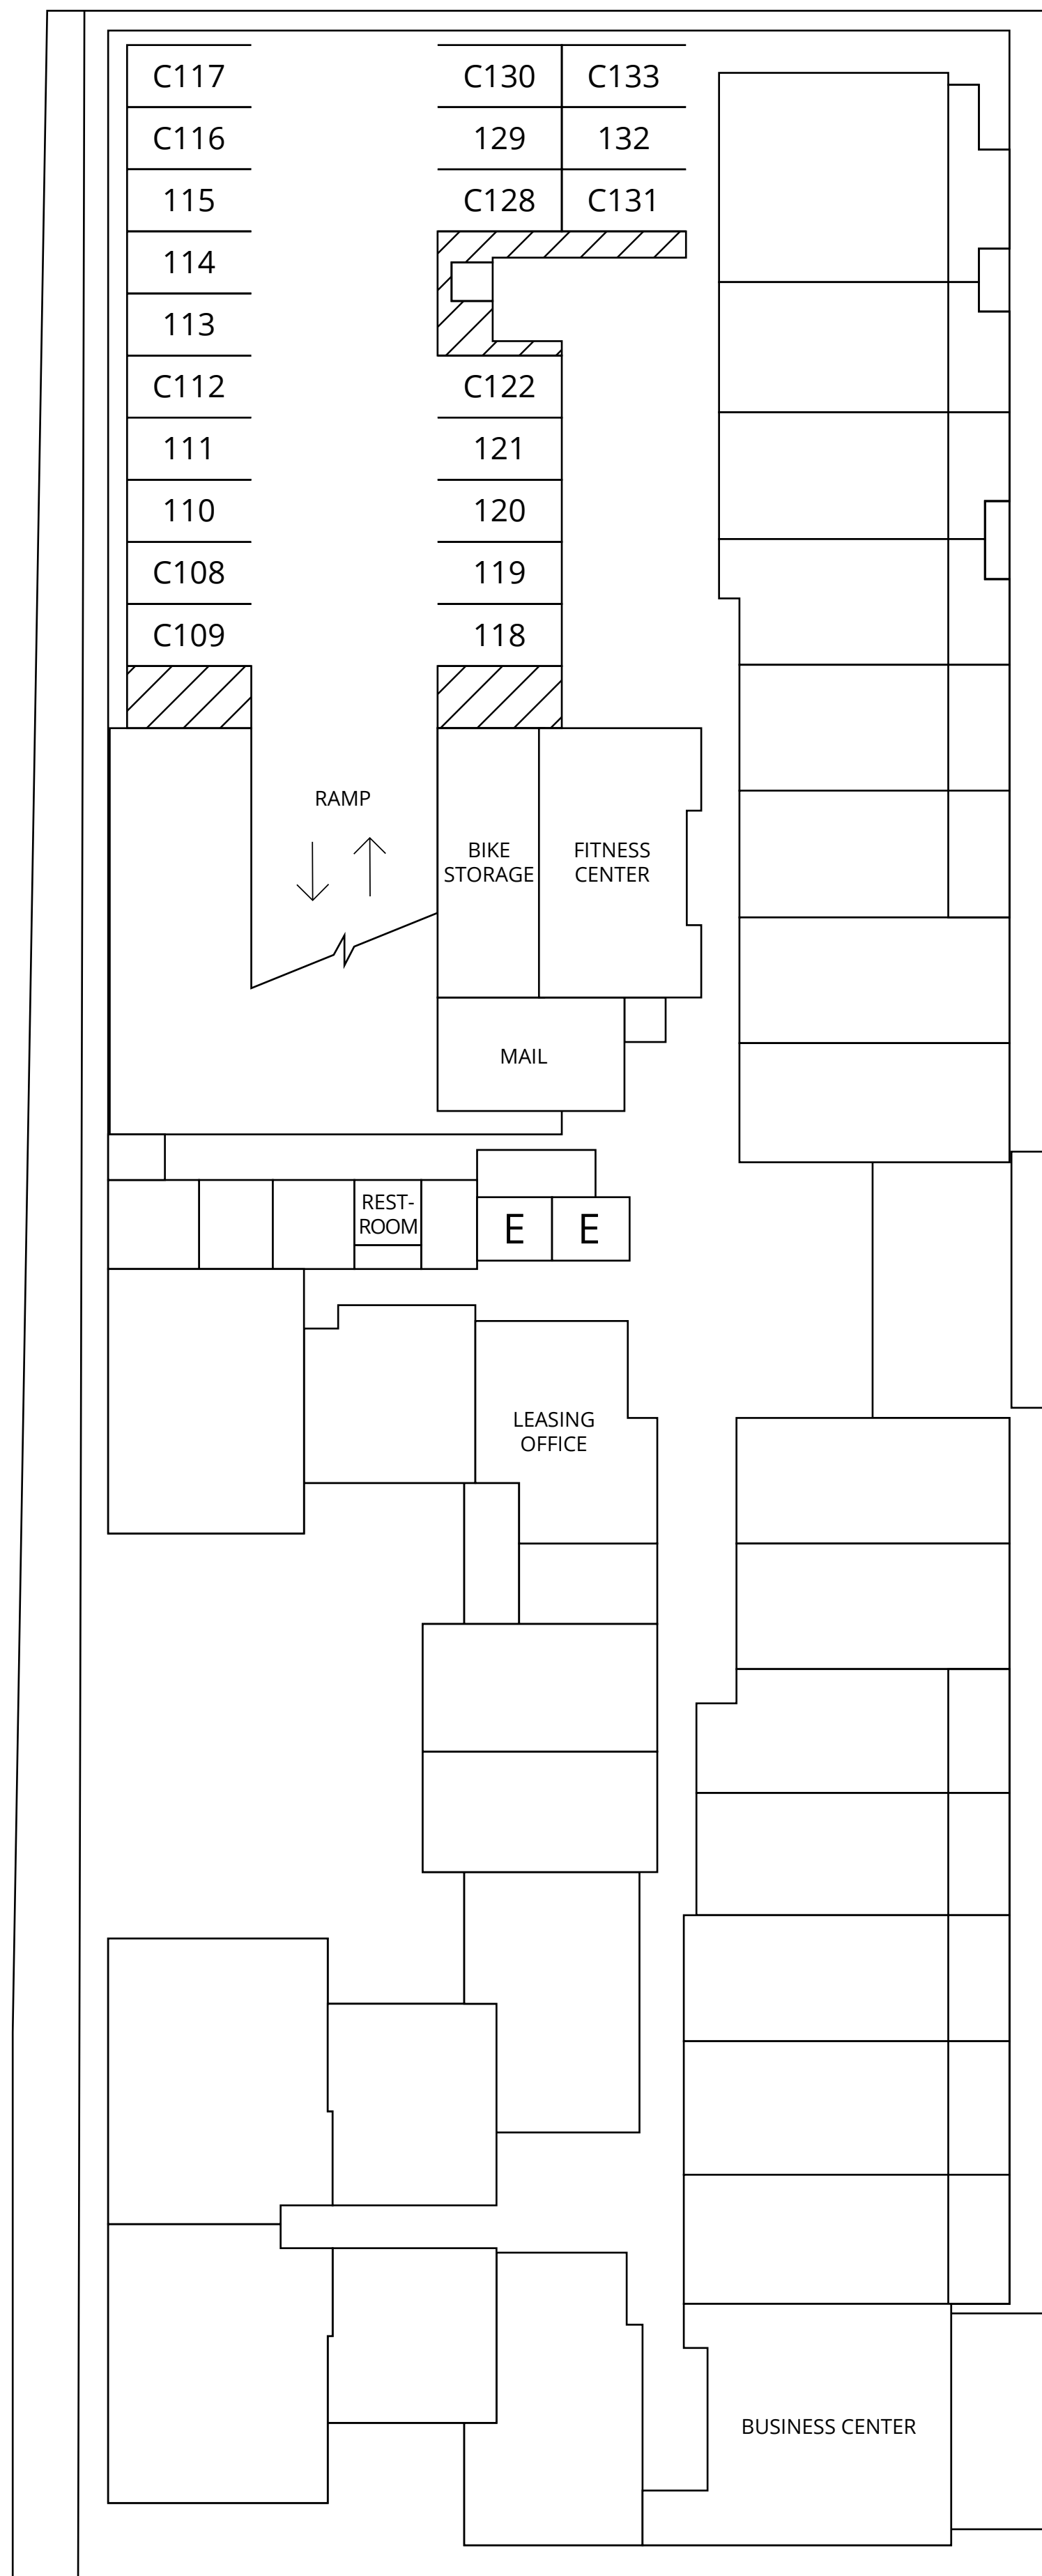 C117
C130
C133
C116
129
132
115
C128
C131
114
113
C112
C122
111
121
110
120
C108
119
C109
118
RAMP
BIKE
STORAGE
FITNESS
CENTER
MAIL
REST-
ROOM
E
E
LEASING
OFFICE
BUSINESS CENTER